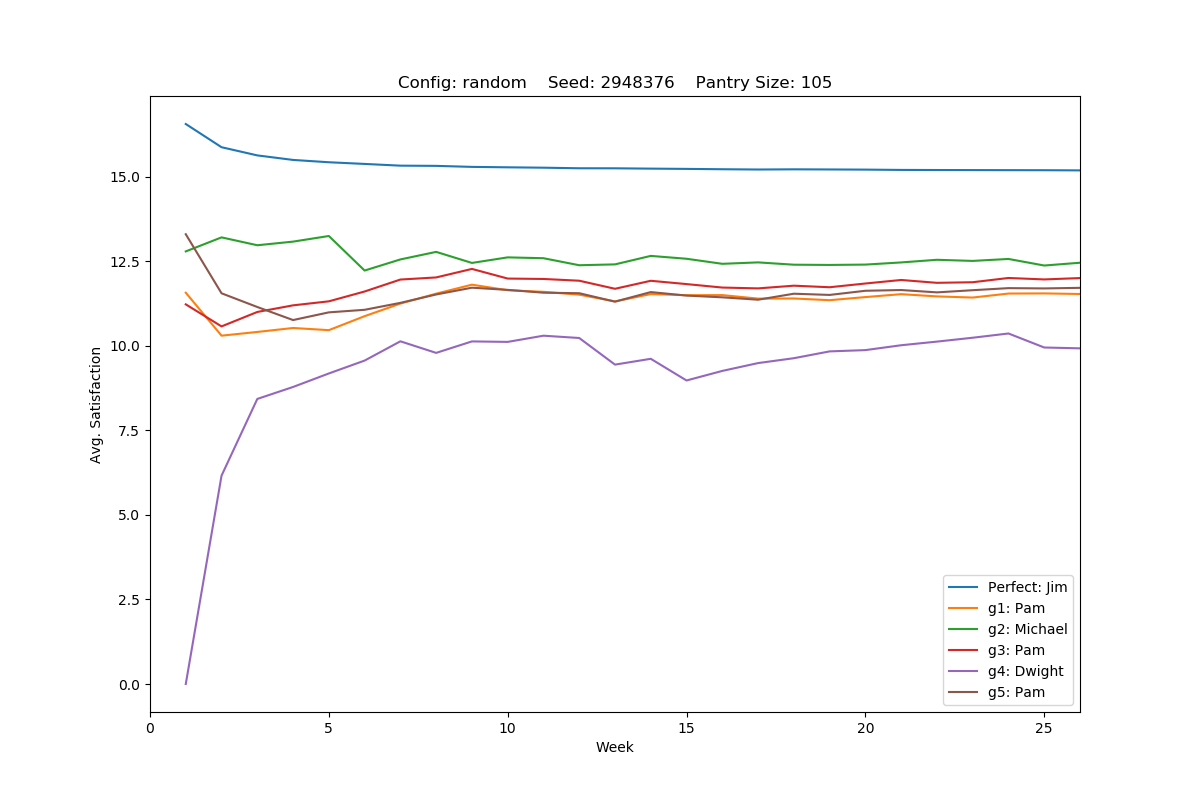 Config: random    Seed: 2948376    Pantry Size: 105
15.0
12.5
10.0
7.5
5.0
2.5
0.0
Avg. Satisfaction
Perfect: Jim
g1: Pam
g2: Michael
g3: Pam
g4: Dwight
g5: Pam
0 5 10 15 20 25
Week